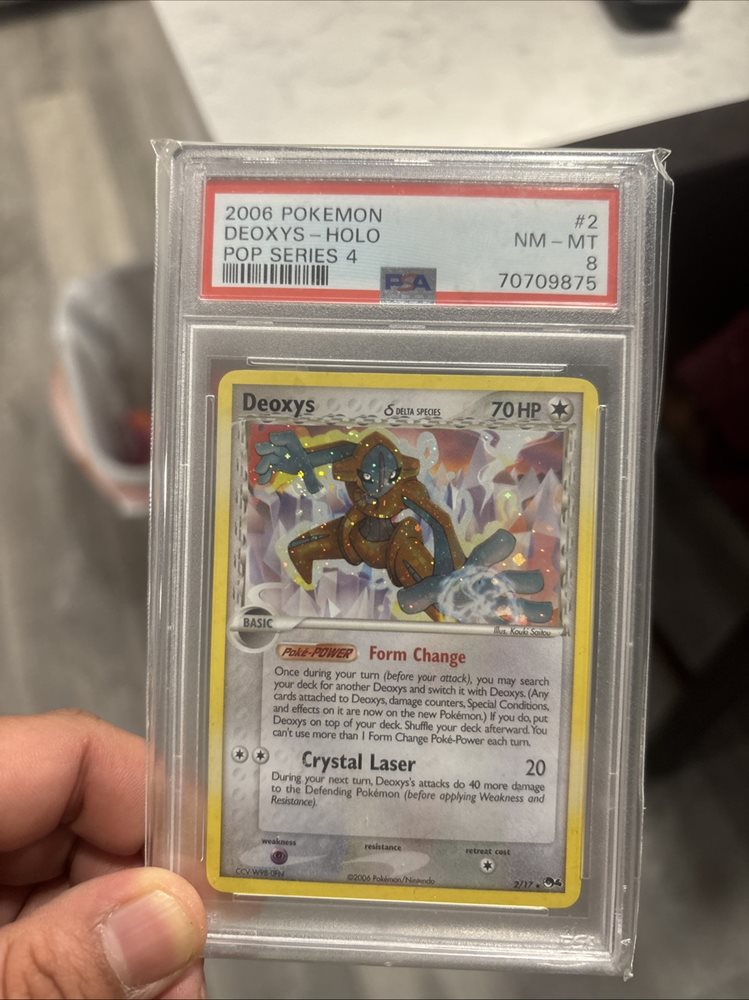 2006 POKEMON #2
DEOXYS - HOLO NM - MT
POP SERIES 4 8
PSA 70709875
Deoxys δ DELTA SPECIES 70 HP
BASIC
Illus. Kouki Saitou
Poké-POWER Form Change
Once during your turn (before your attack), you may search
your deck for another Deoxys and switch it with Deoxys. (Any
cards attached to Deoxys, damage counters, Special Conditions,
and effects on it are now on the new Pokémon.) If you do, put
Deoxys on top of your deck. Shuffle your deck afterward. You
can't use more than 1 Form Change Poké-Power each turn.
Crystal Laser 20
During your next turn, Deoxys's attacks do 40 more damage
to the Defending Pokémon (before applying Weakness and
Resistance).
weakness resistance retreat cost
©2006 Pokémon/Nintendo 2/17